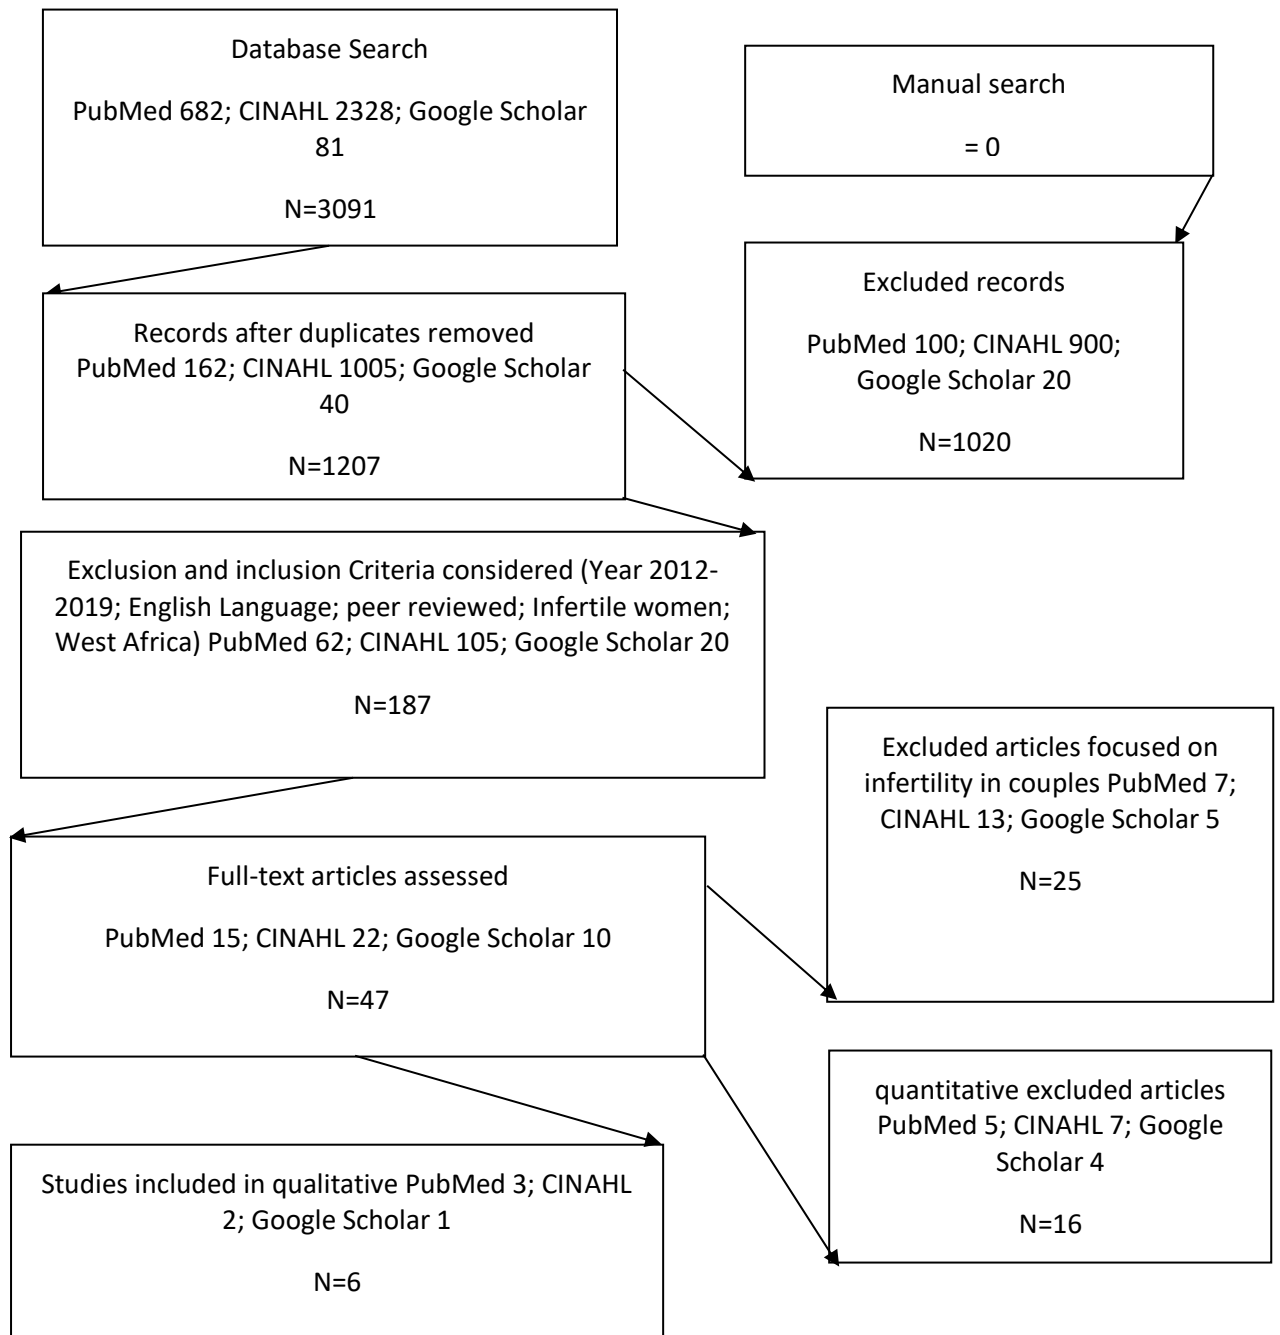 Database Search
PubMed 682; CINAHL 2328; Google Scholar
81
N=3091
Manual search
= 0
Records after duplicates removed
PubMed 162; CINAHL 1005; Google Scholar
40
N=1207
Excluded records
PubMed 100; CINAHL 900;
Google Scholar 20
N=1020
Exclusion and inclusion Criteria considered (Year 2012-
2019; English Language; peer reviewed; Infertile women;
West Africa) PubMed 62; CINAHL 105; Google Scholar 20
N=187
Excluded articles focused on
infertility in couples PubMed 7;
CINAHL 13; Google Scholar 5
N=25
Full-text articles assessed
PubMed 15; CINAHL 22; Google Scholar 10
N=47
quantitative excluded articles
PubMed 5; CINAHL 7; Google
Scholar 4
N=16
Studies included in qualitative PubMed 3; CINAHL
2; Google Scholar 1
N=6